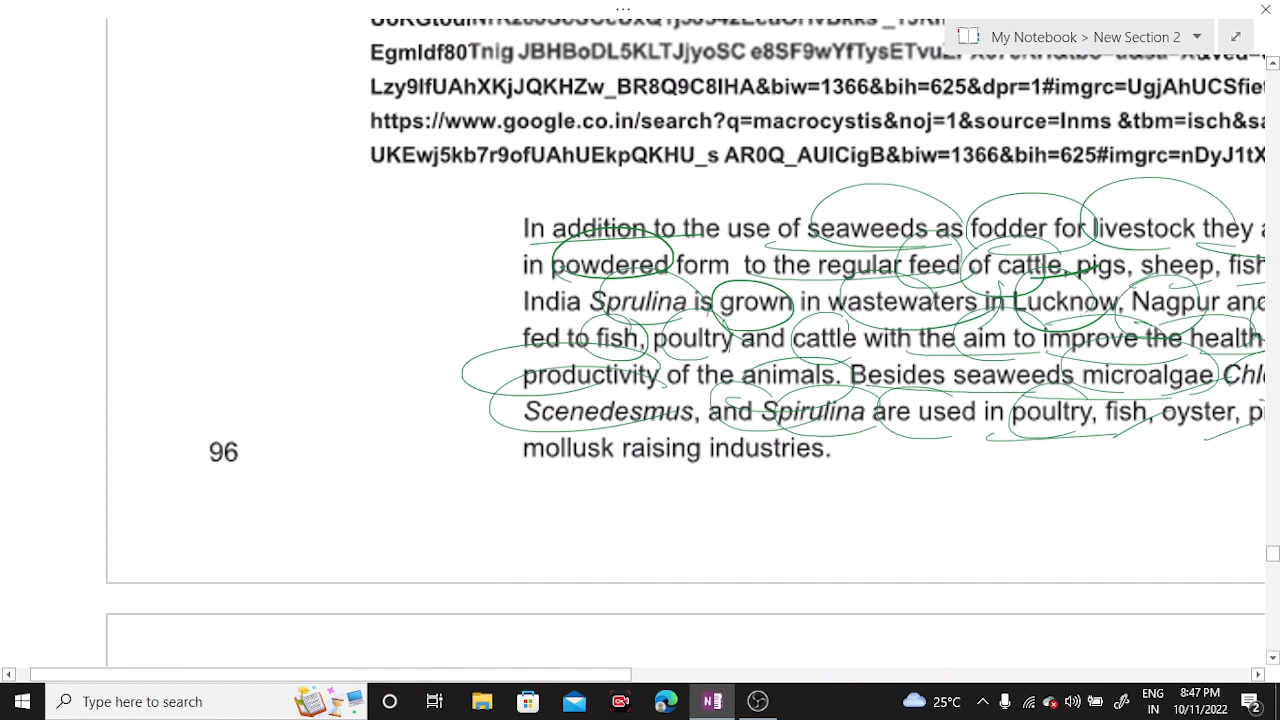 My Notebook > New Section 2
Lzy9IfUAhXKjJQKHZw_BR8Q9C8IHA&biw=1366&bih=625&dpr=1#imgrc=UgjAhUCSfiet
https://www.google.co.in/search?q=macrocystis&noj=1&source=lnms &tbm=isch&sa
UKEwj5kb7r9ofUAhUEkpQKHU_s AR0Q_AUICigB&biw=1366&bih=625#imgrc=nDyJ1tX
In addition to the use of seaweeds as fodder for livestock they a
in powdered form to the regular feed of cattle, pigs, sheep, fish
India Sprulina is grown in wastewaters in Lucknow, Nagpur and
fed to fish, poultry and cattle with the aim to improve the health
productivity of the animals. Besides seaweeds microalgae Chl
Scenedesmus, and Spirulina are used in poultry, fish, oyster, p
mollusk raising industries.
96
Type here to search
25°C
ENG
IN
8:47 PM
10/11/2022
2